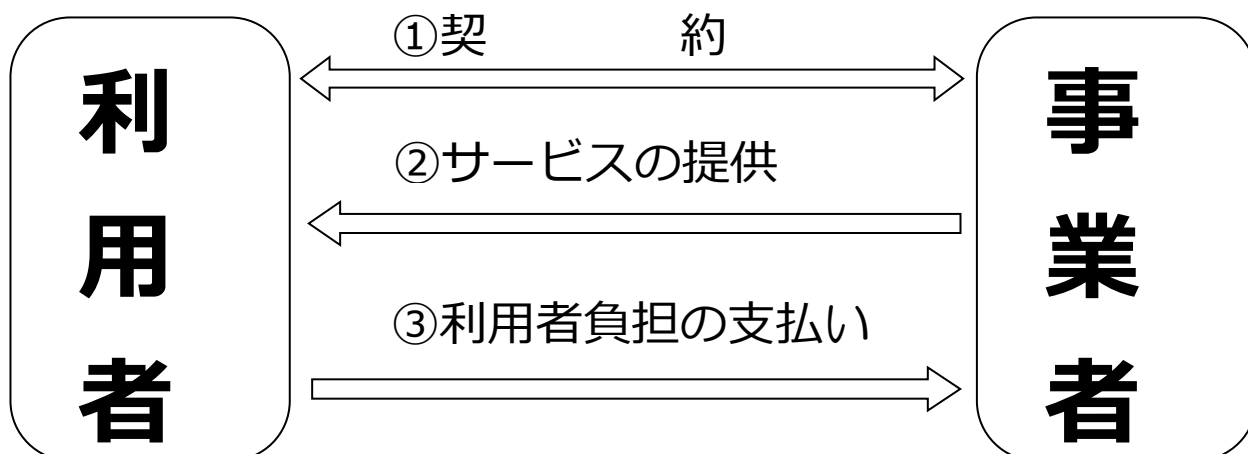 利用者
①契　約
②サービスの提供
③利用者負担の支払い
事業者